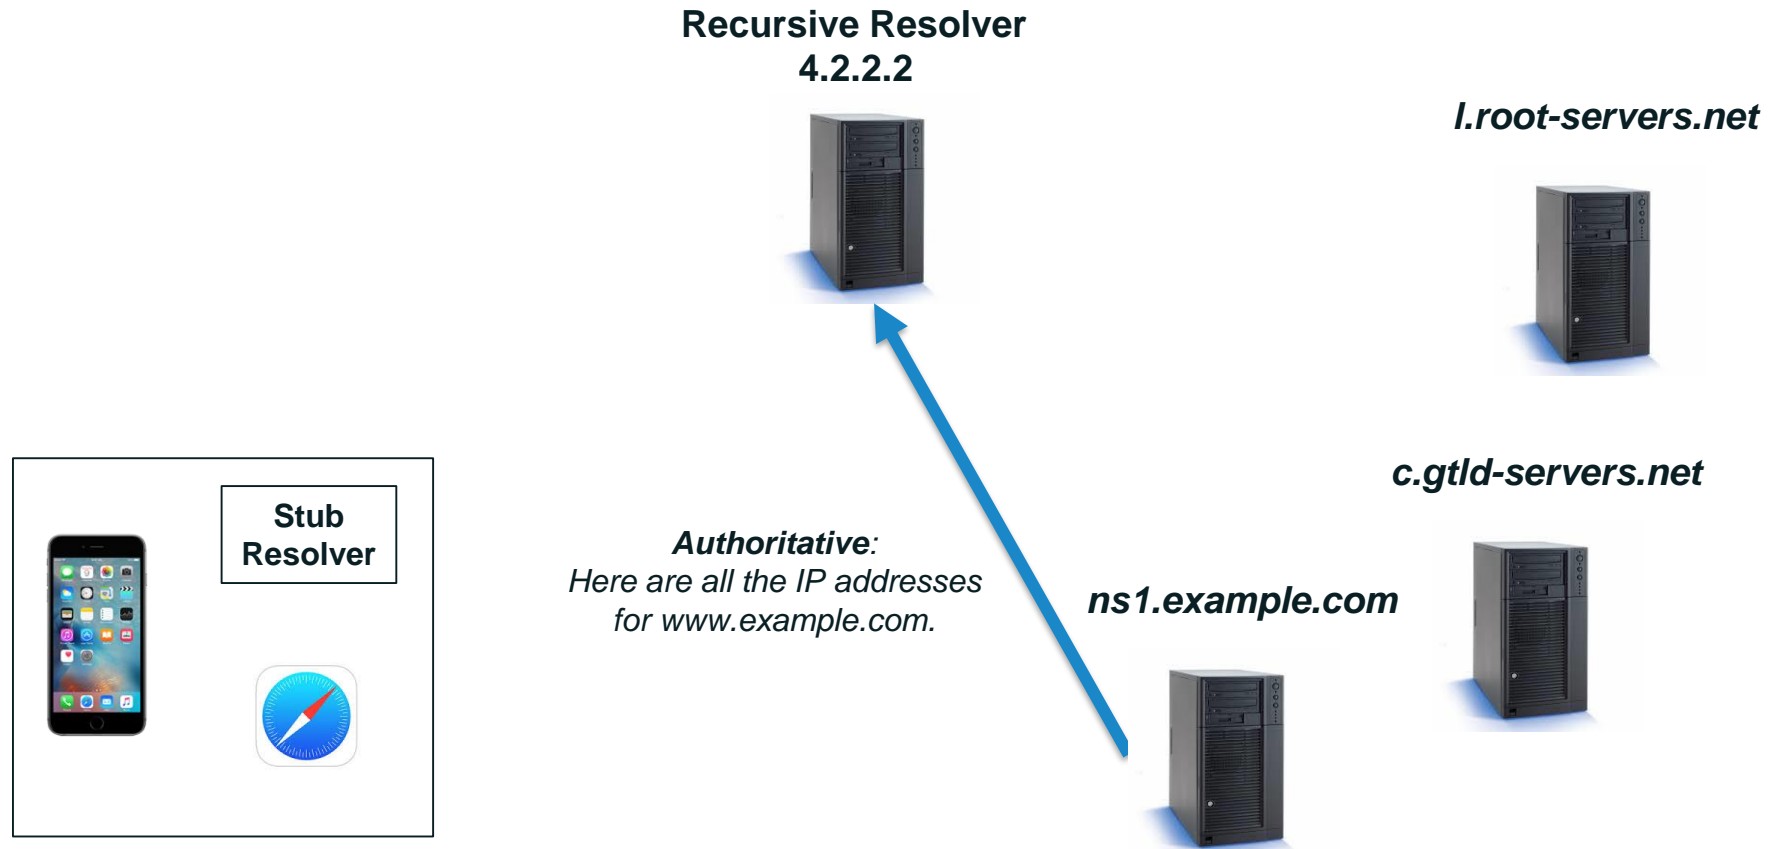 Recursive Resolver
4.2.2.2
l.root-servers.net
c.gtld-servers.net
Stub
Resolver
Authoritative:
Here are all the IP addresses
for www.example.com.
ns1.example.com